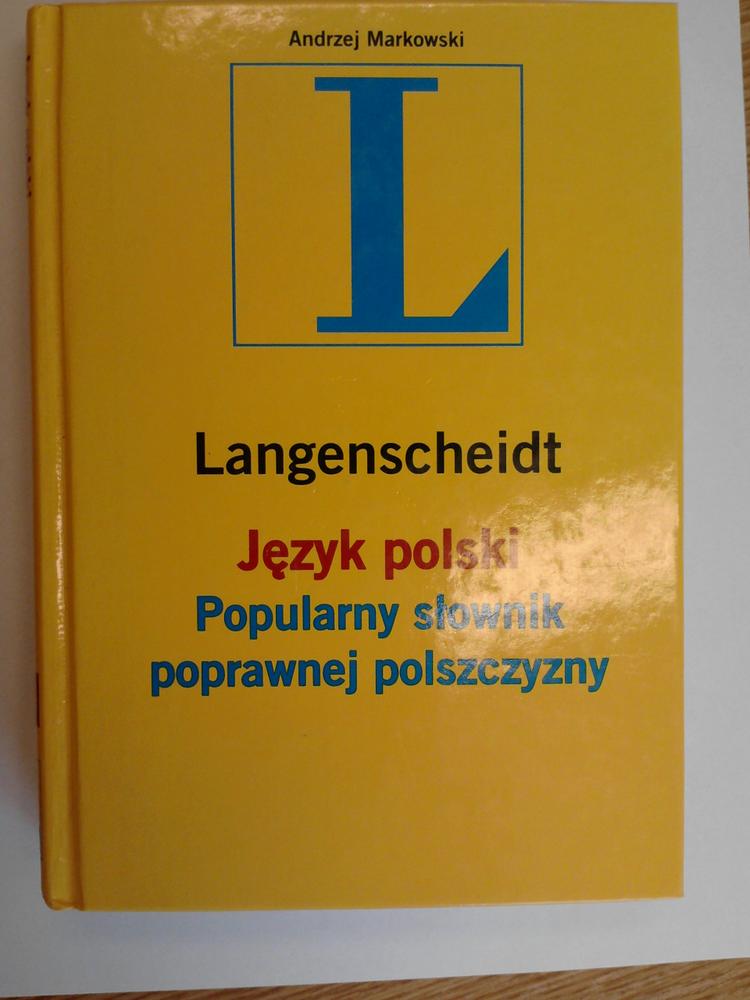 Andrzej Markowski
L
Langenscheidt
Język polski
Popularny słownik
poprawnej polszczyzny